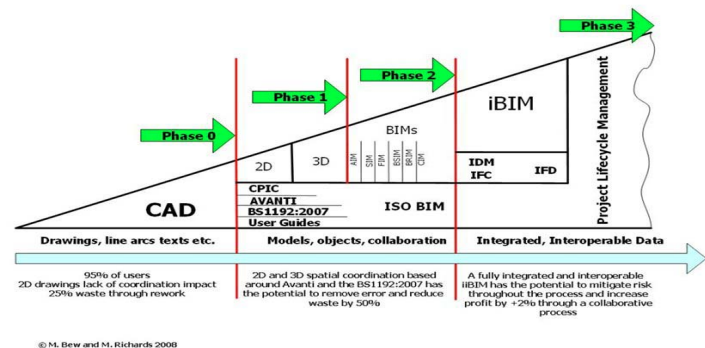 Phase 3
Phase 2
Phase 1
Phase 0
iBIM
BIMs
2D
3D
AIM
SIM
FIM
BSIM
BRIM
CIM
IDM
IFC
IFD
Project Lifecycle Management
CPIC
AVANTI
BS1192:2007
User Guides
CAD
ISO BIM
Drawings, line arcs texts etc.
Models, objects, collaboration
Integrated, Interoperable Data
95% of users
2D drawings lack of coordination impact
25% waste through rework
2D and 3D spatial coordination based
around Avanti and the BS1192:2007 has
the potential to remove error and reduce
waste by 50%
A fully integrated and interoperable
iiBIM has the potential to mitigate risk
throughout the process and increase
profit by +2% through a collaborative
process
© M. Bew and M. Richards 2008